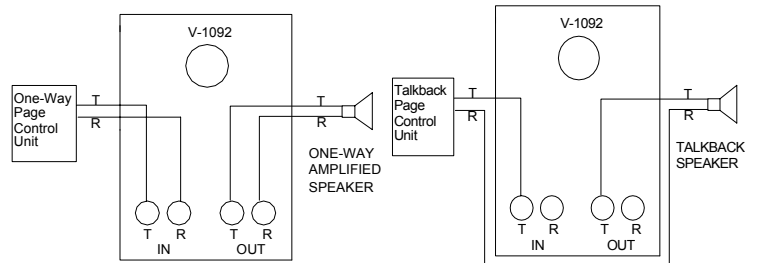 V-1092
One-Way
Page
Control
Unit
T
R
T
R
ONE-WAY
AMPLIFIED
SPEAKER
T R T R
IN OUT
V-1092
Talkback
Page
Control
Unit
T
R
T
R
TALKBACK
SPEAKER
T R T R
IN OUT